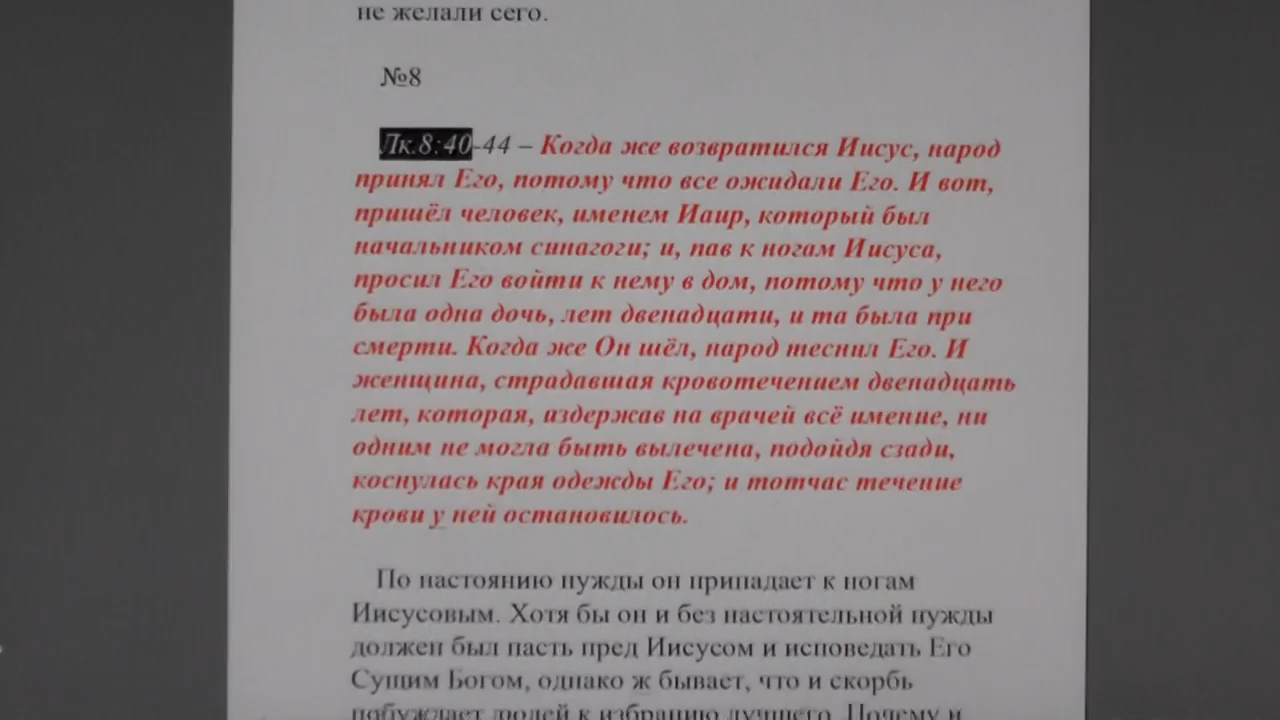 не желали сего.
№8
Лк.8:40-44 – Когда же возвратился Иисус, народ
принял Его, потому что все ожидали Его. И вот,
пришёл человек, именем Иаир, который был
начальником синагоги; и, пав к ногам Иисуса,
просил Его войти к нему в дом, потому что у него
была одна дочь, лет двенадцати, и та была при
смерти. Когда же Он шёл, народ теснил Его. И
женщина, страдавшая кровотечением двенадцать
лет, которая, издержав на врачей всё имение, ни
одним не могла быть вылечена, подойдя сзади,
коснулась края одежды Его; и тотчас течение
крови у ней остановилось.
По настоянию нужды он припадает к ногам
Иисусовым. Хотя бы он и без настоятельной нужды
должен был пасть пред Иисусом и исповедать Его
Сущим Богом, однако ж бывает, что и скорбь
побуждает людей к избранию лучшего. Почему и